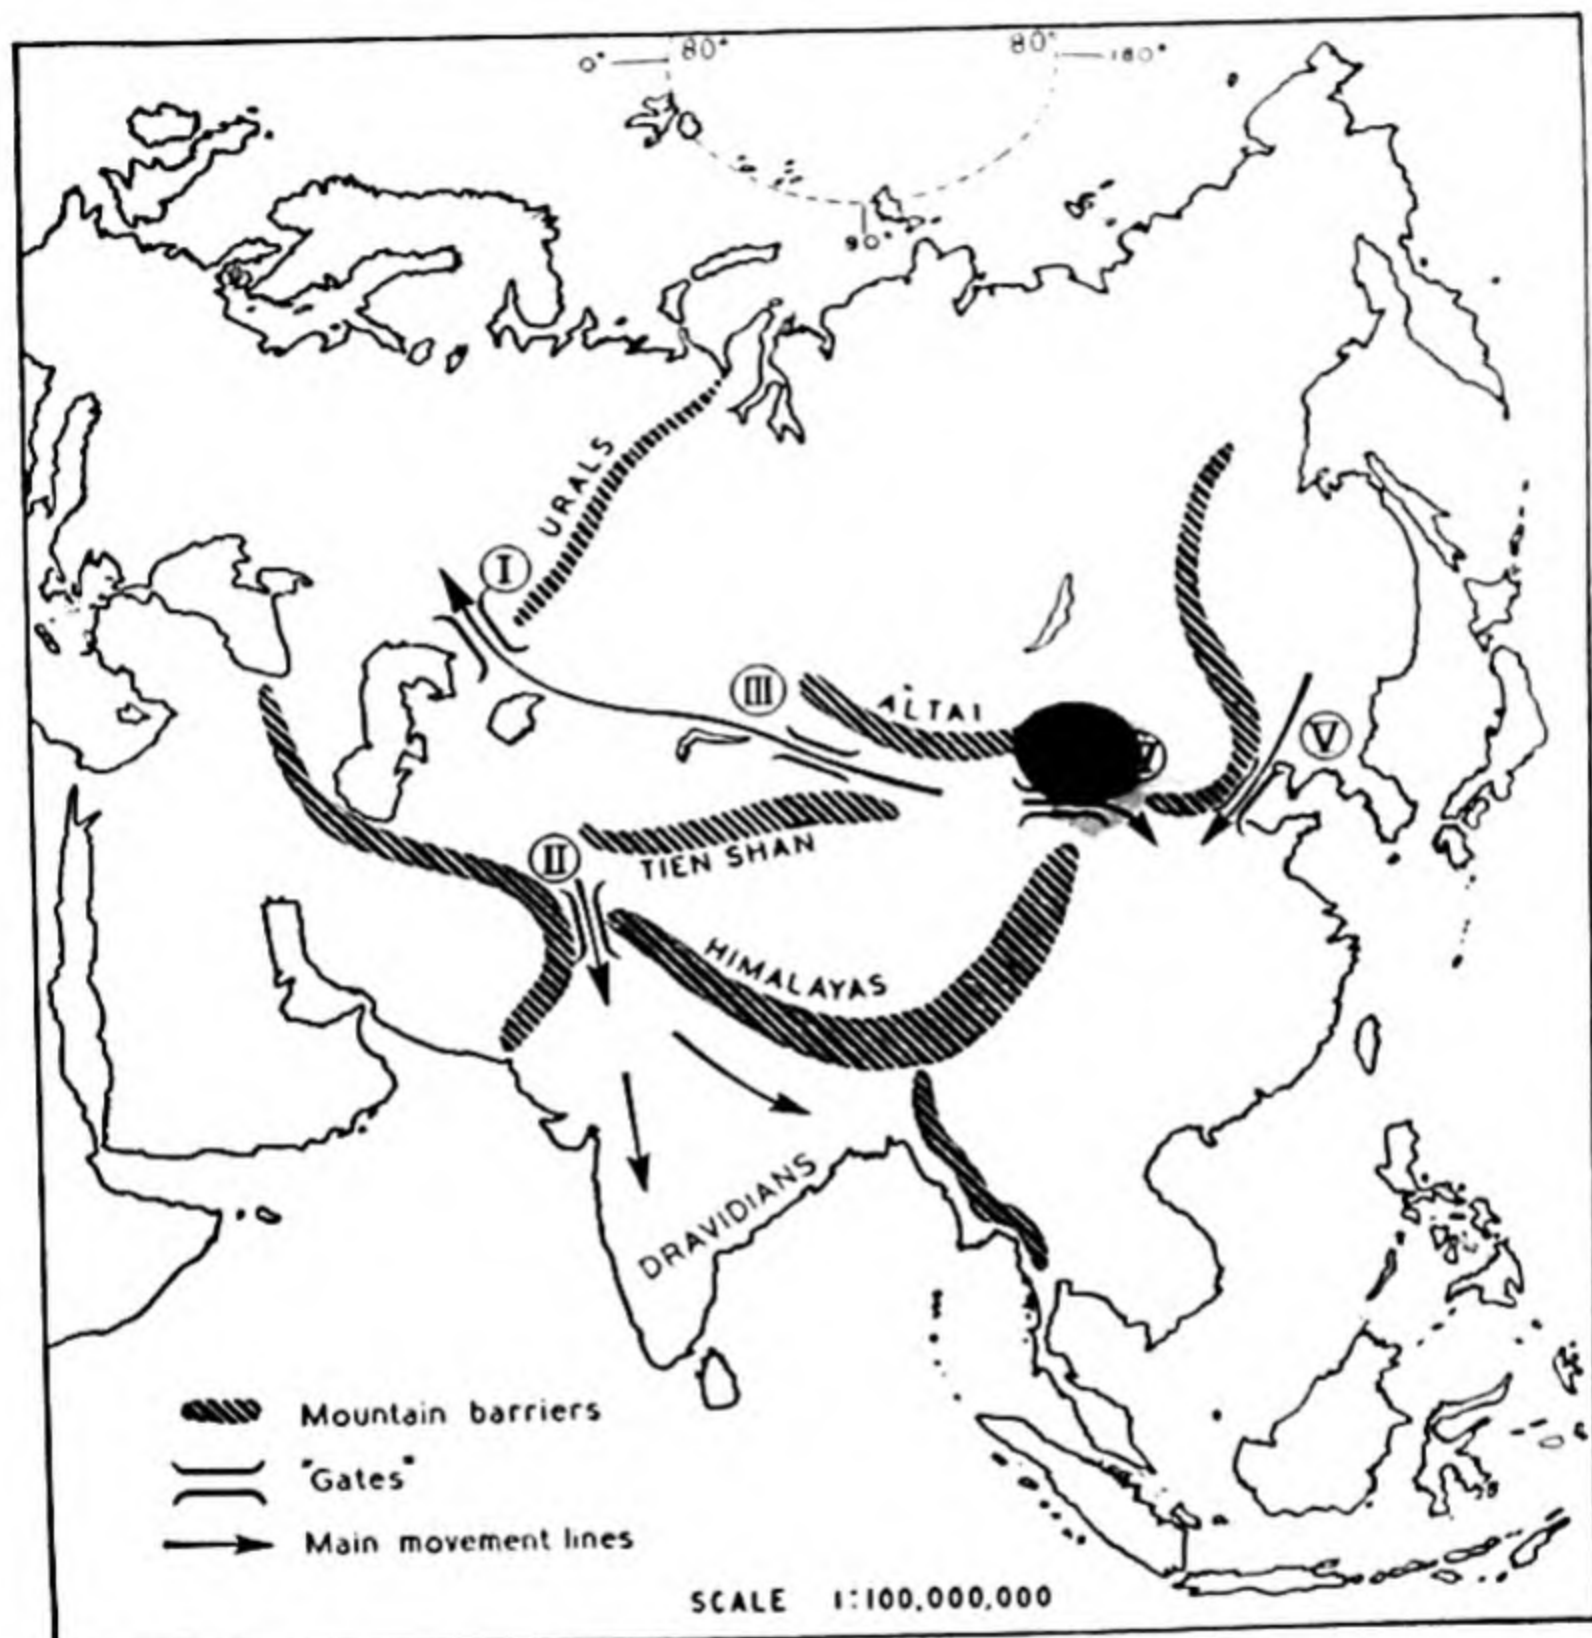 0° 80° 80° 180°
90°
URALS
I
III
ALTAI
V
II
TIEN SHAN
HIMALAYAS
DRAVIDIANS
Mountain barriers
"Gates"
Main movement lines
SCALE 1:100,000,000